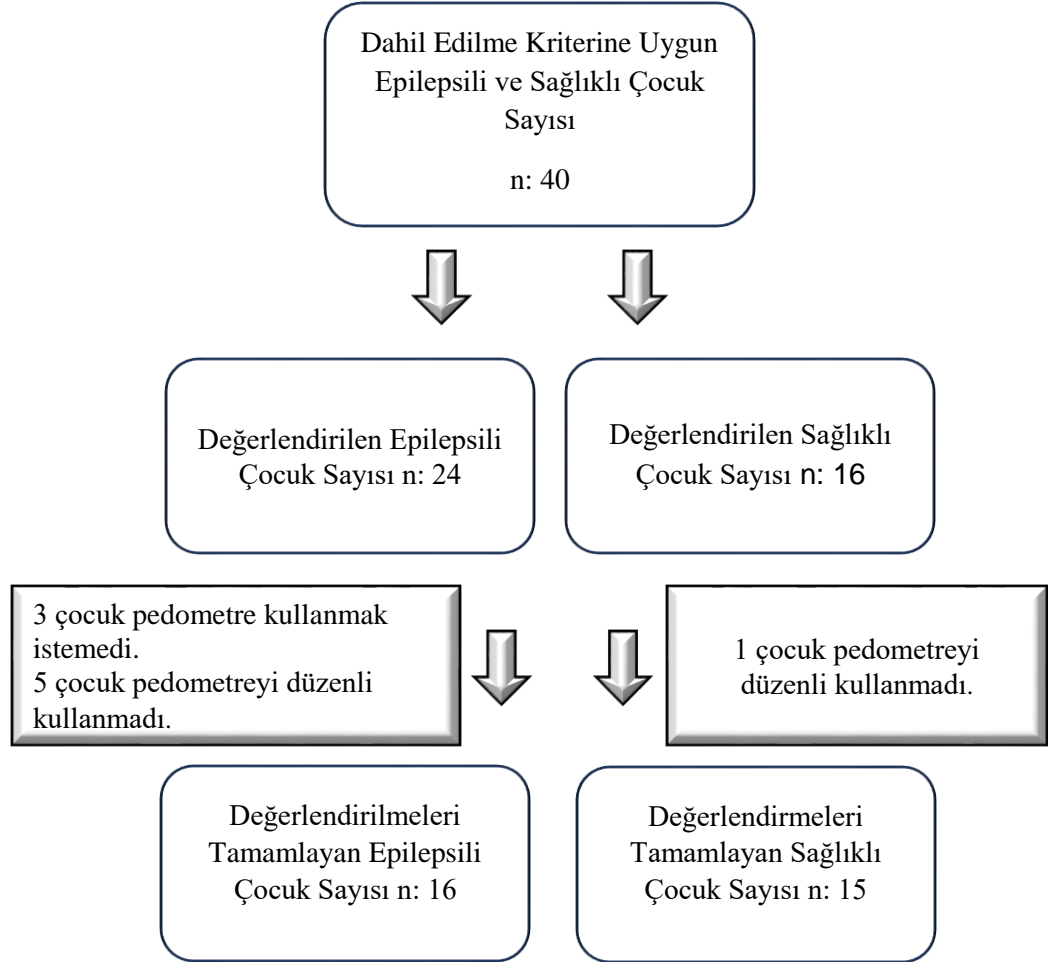 Dahil Edilme Kriterine Uygun
Epilepsili ve Sağlıklı Çocuk
Sayısı
n: 40
Değerlendirilen Epilepsili
Çocuk Sayısı n: 24
Değerlendirilen Sağlıklı
Çocuk Sayısı n: 16
3 çocuk pedometre kullanmak
istemedi.
5 çocuk pedometreyi düzenli
kullanmadı.
1 çocuk pedometreyi
düzenli kullanmadı.
Değerlendirilmeleri
Tamamlayan Epilepsili
Çocuk Sayısı n: 16
Değerlendirmeleri
Tamamlayan Sağlıklı
Çocuk Sayısı n: 15